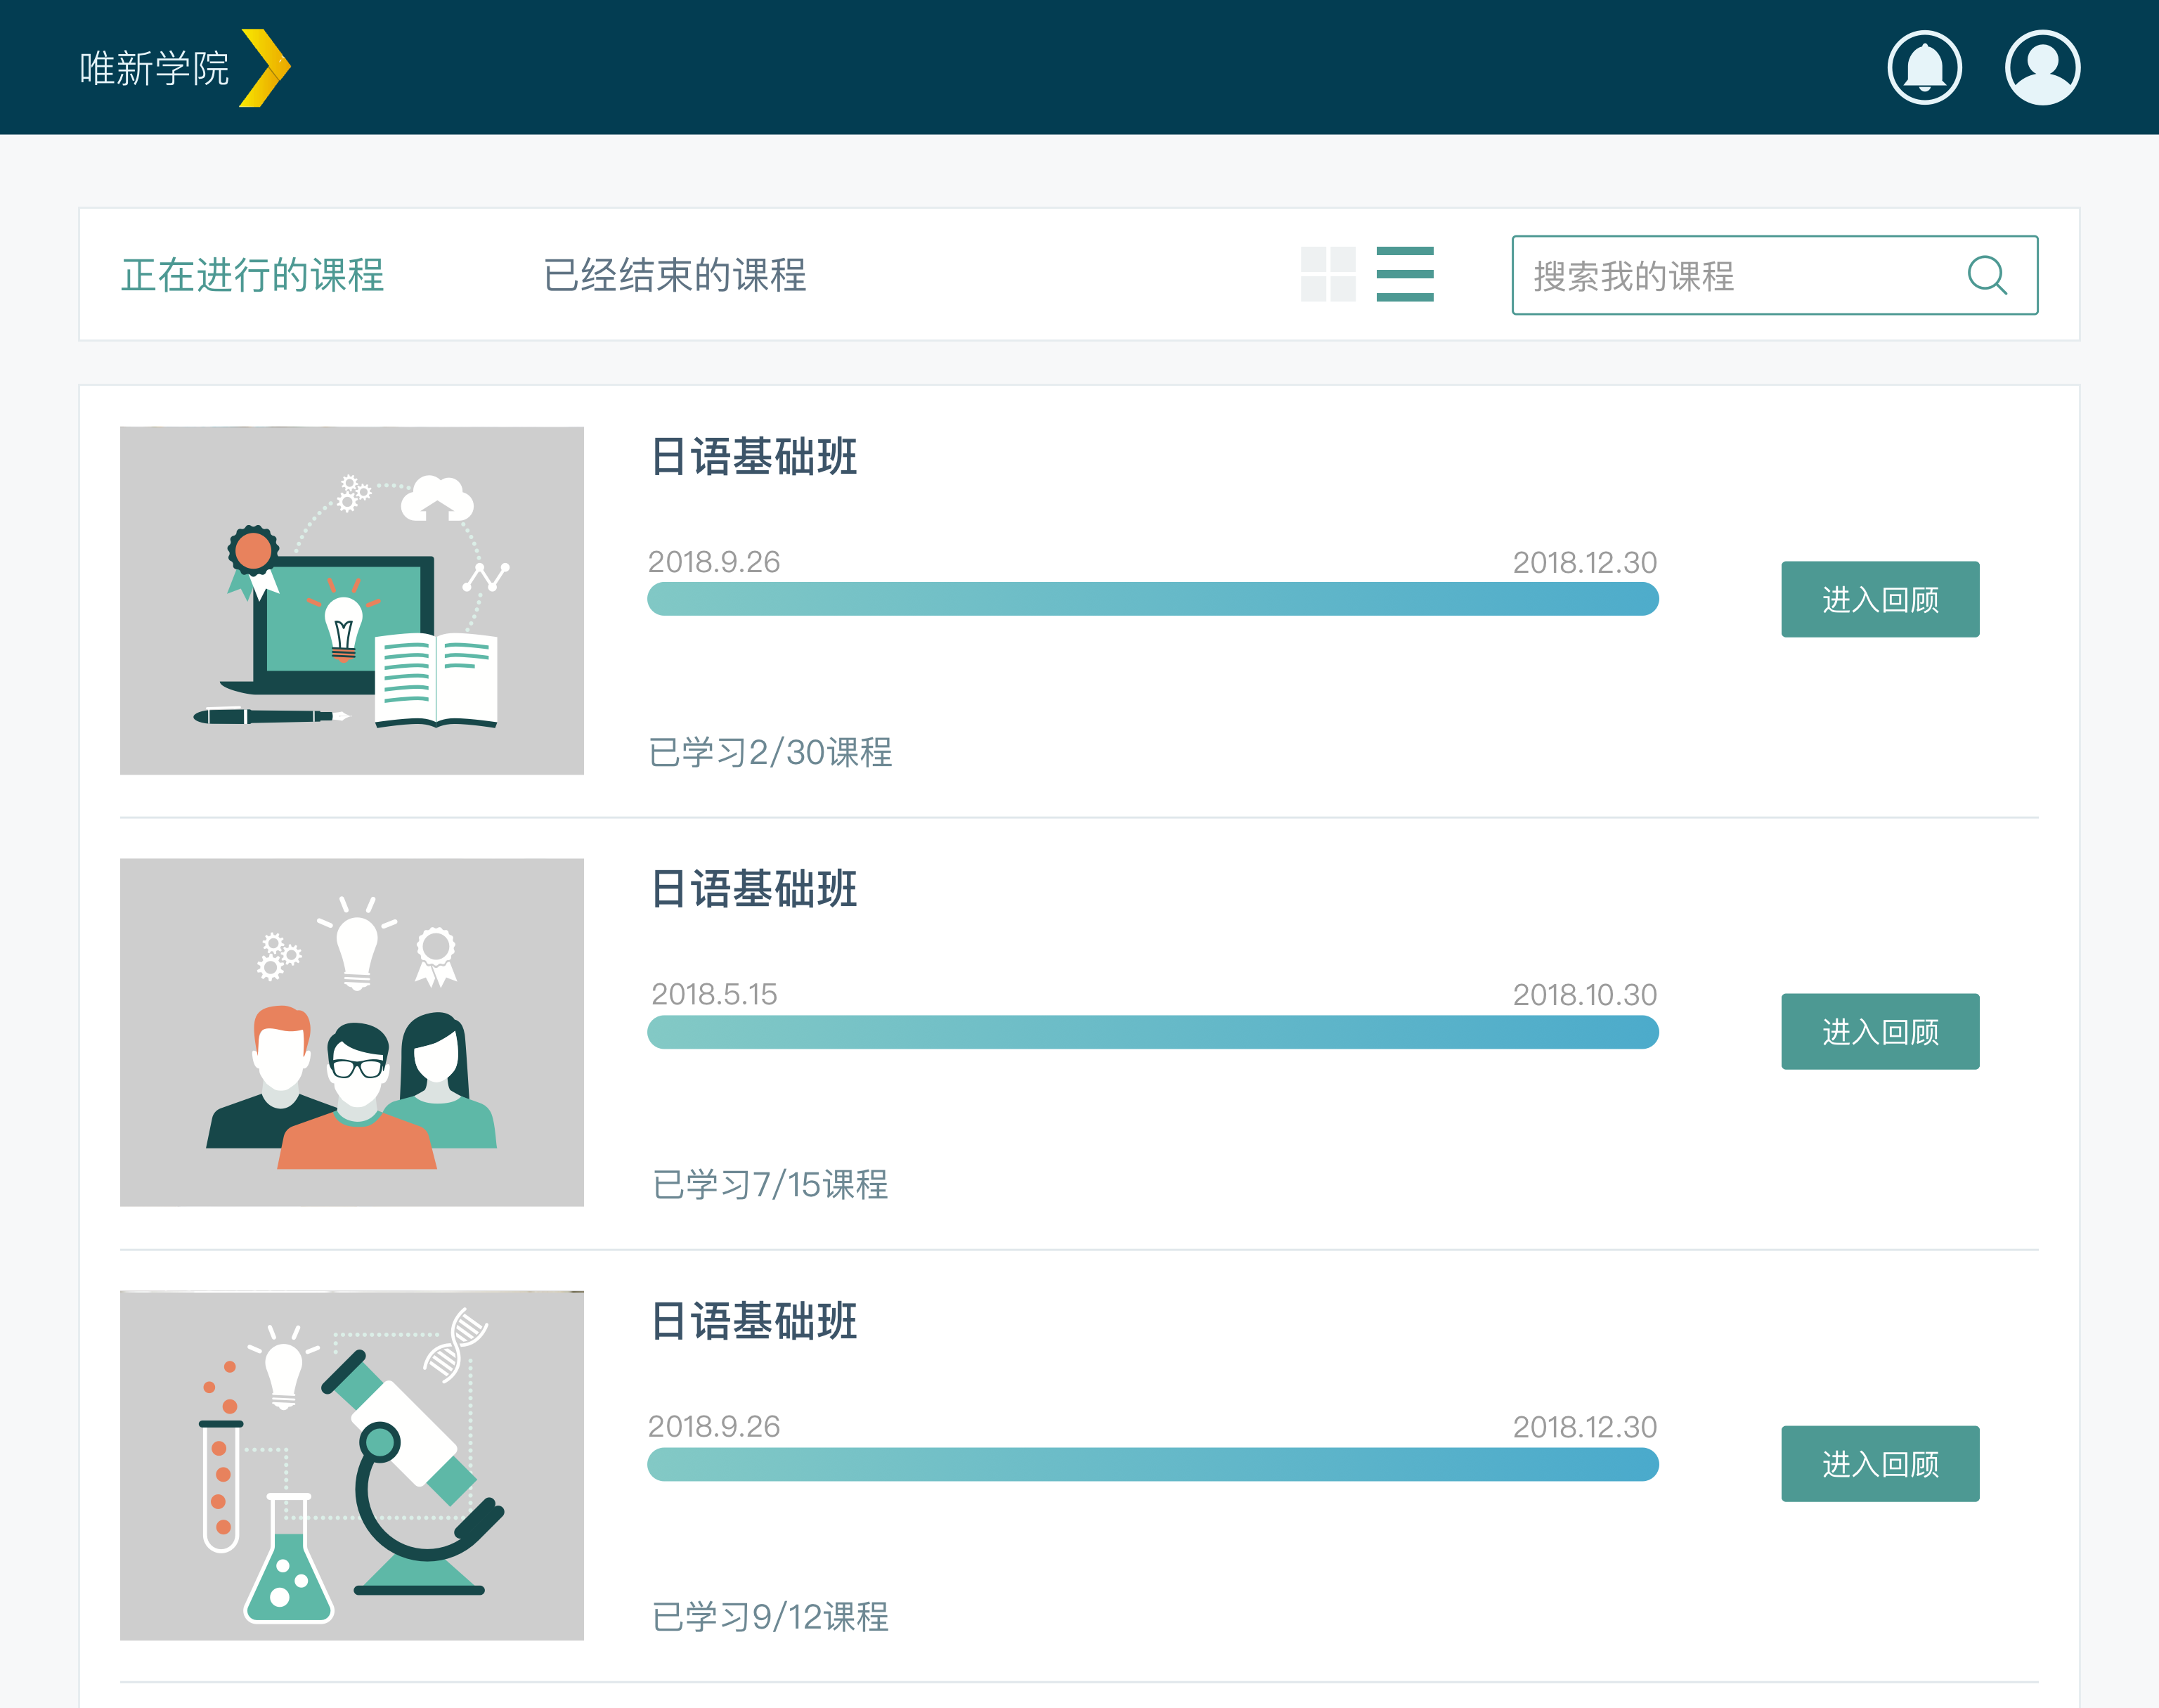 唯新学院
正在进行的课程 已经结束的课程 搜索我的课程
日语基础班
2018.9.26 2018.12.30
进入回顾
已学习2/30课程
日语基础班
2018.5.15 2018.10.30
进入回顾
已学习7/15课程
日语基础班
2018.9.26 2018.12.30
进入回顾
已学习9/12课程